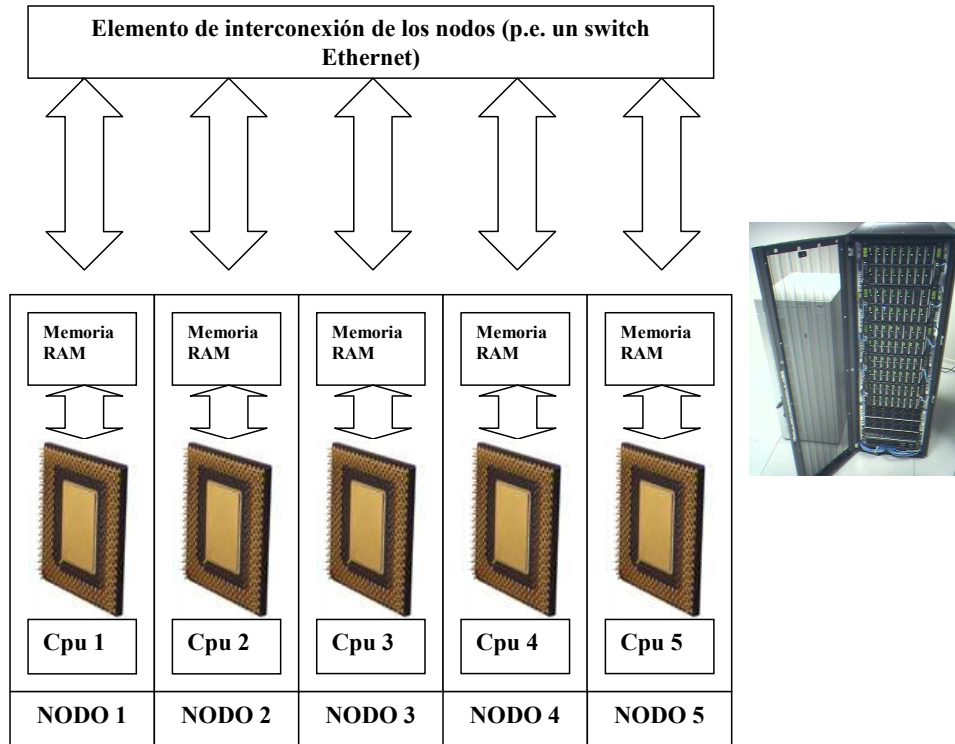 Elemento de interconexión de los nodos (p.e. un switch
Ethernet)
Memoria
RAM
Memoria
RAM
Memoria
RAM
Memoria
RAM
Memoria
RAM
Cpu 1
Cpu 2
Cpu 3
Cpu 4
Cpu 5
NODO 1
NODO 2
NODO 3
NODO 4
NODO 5